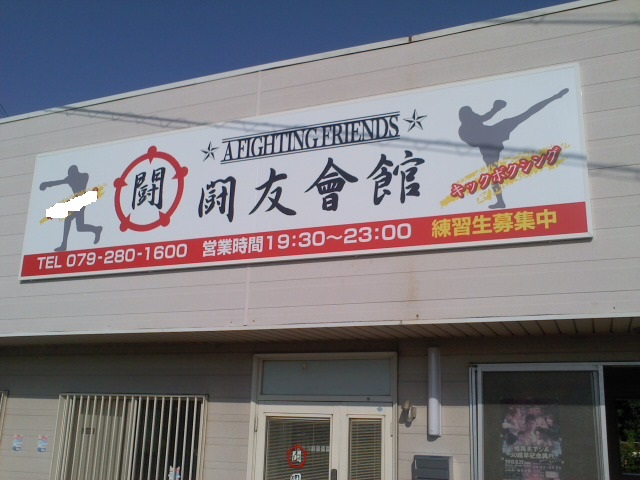 ★ A FIGHTING FRIENDS ★
闘
闘友會館
キックボクシング
TEL 079-280-1600 営業時間19:30～23:00 練習生募集中
闘